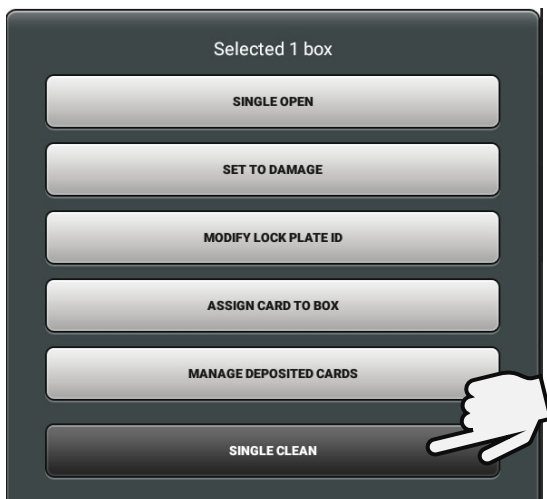 Selected 1 box
SINGLE OPEN
SET TO DAMAGE
MODIFY LOCK PLATE ID
ASSIGN CARD TO BOX
MANAGE DEPOSITED CARDS
SINGLE CLEAN